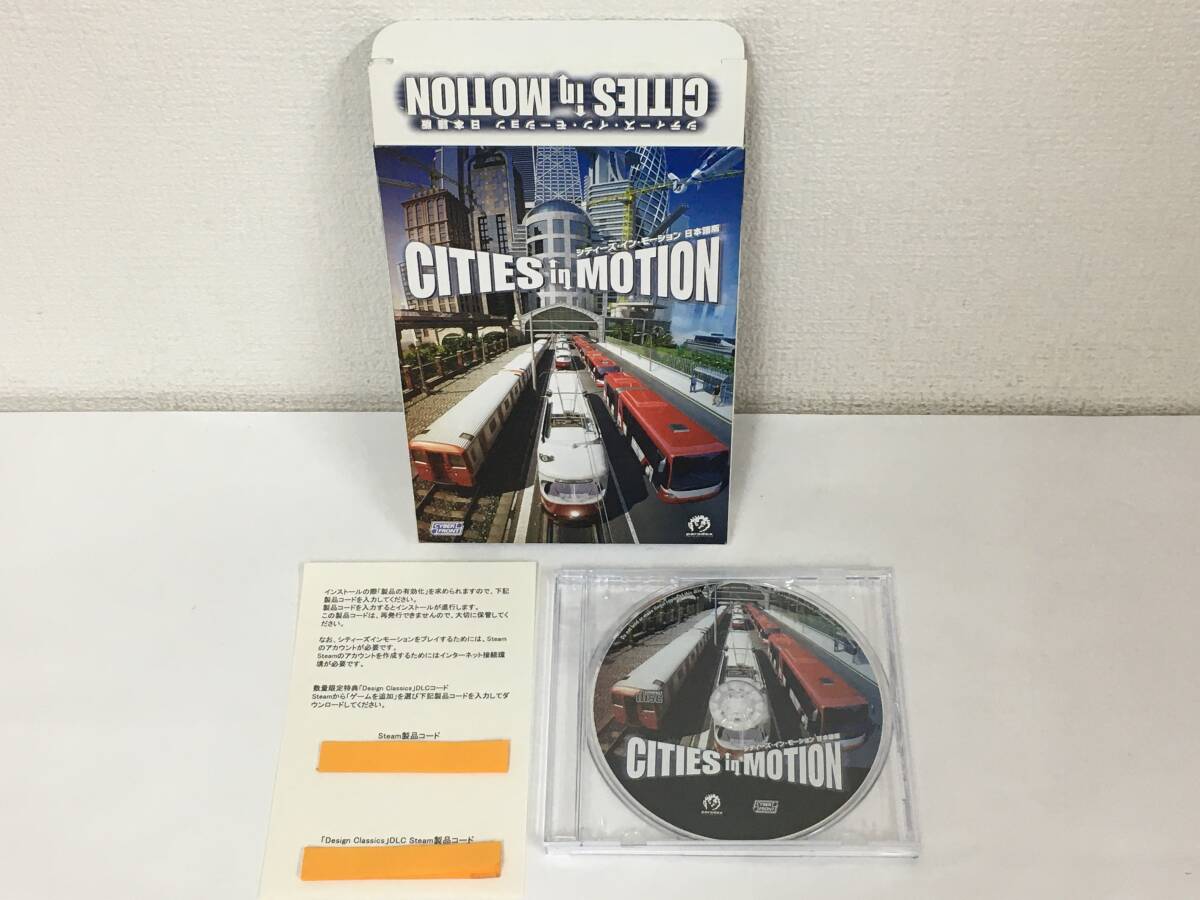 CITIES in MOTION
シティーズ・イン・モーション 日本語版
シティーズ・イン・モーション 日本語版
CITIES in MOTION
CYBER FRONT
paradox
インストールの際「製品の有効化」を求められますので、下記
製品コードを入力してください。
製品コードを入力するとインストールが進行します。
この製品コードは、再発行できませんので、大切に保管してく
ださい。
なお、シティーズインモーションをプレイするためには、Steam
のアカウントが必要です。
Steamのアカウントを作成するためにはインターネット接続環
境が必要です。
数量限定特典「Design Classics」DLCコード
Steamから「ゲームを追加」を選び下記製品コードを入力してダ
ウンロードしてください。
Steam製品コード
「Design Classics」DLC Steam製品コード
シティーズ・イン・モーション 日本語版
CITIES in MOTION
paradox
CYBER FRONT